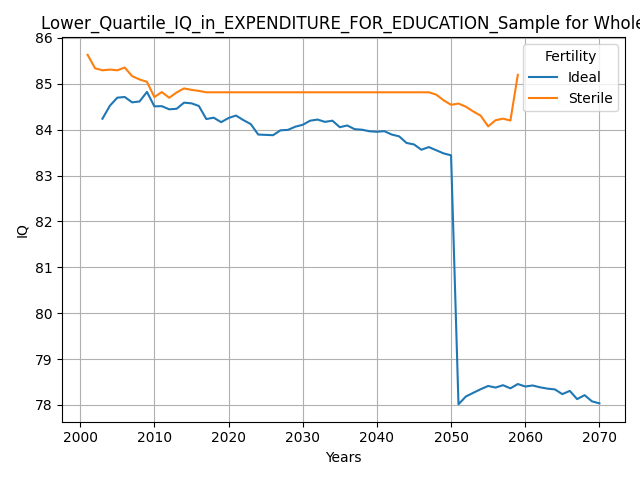 Lower_Quartile_IQ_in_EXPENDITURE_FOR_EDUCATION_Sample for Whole
86
85
84
83
82
81
80
79
78
IQ
Fertility
Ideal
Sterile
2000 2010 2020 2030 2040 2050 2060 2070
Years